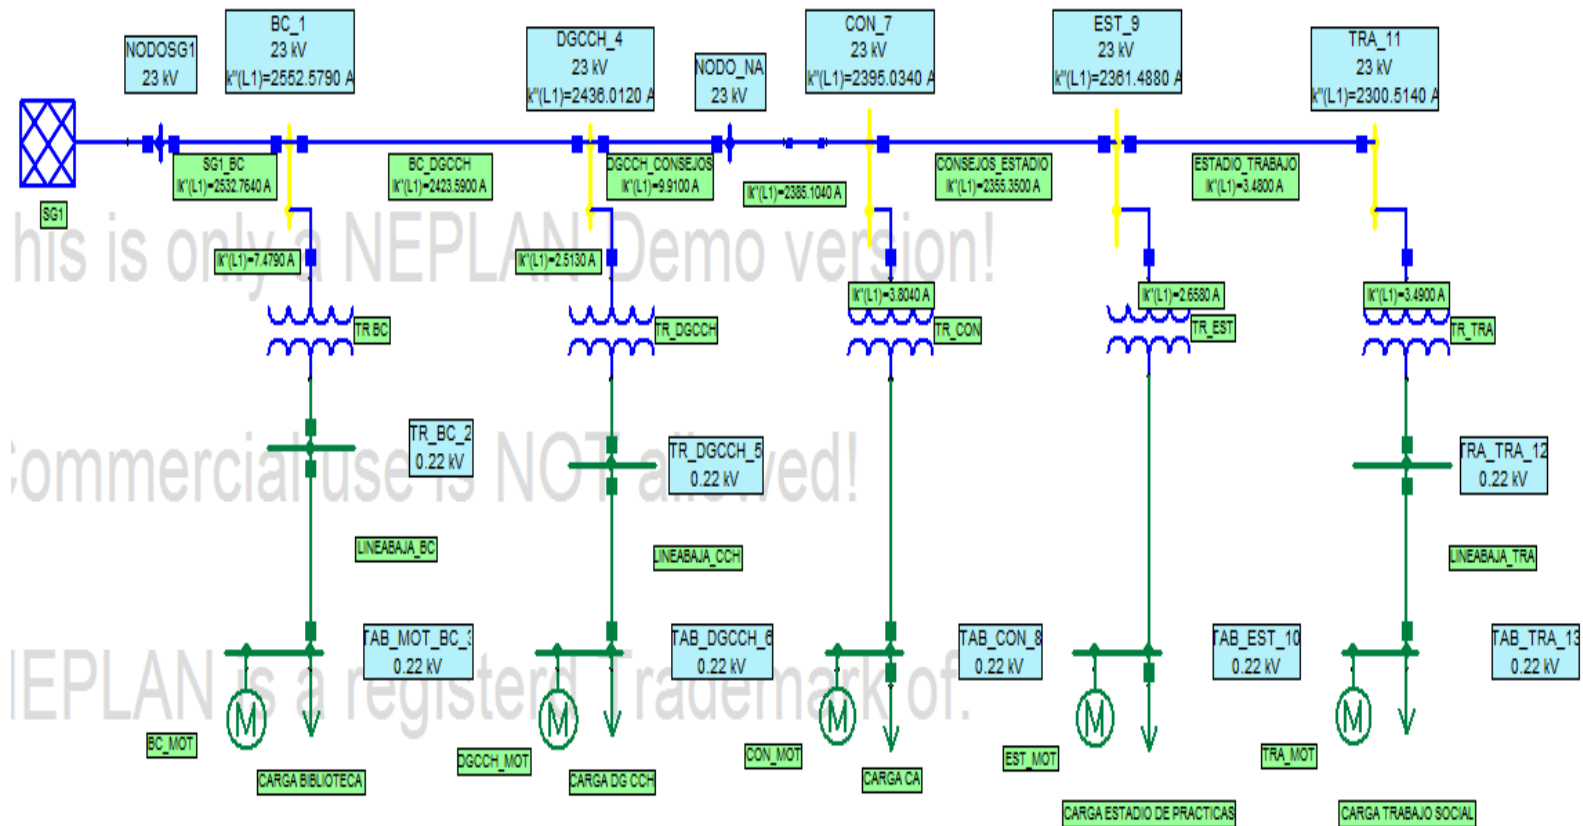 BC_1
23 kV
k"(L1)=2552.5790 A
DGCCH_4
23 kV
k"(L1)=2436.0120 A
CON_7
23 kV
k"(L1)=2395.0340 A
EST_9
23 kV
k"(L1)=2361.4880 A
TRA_11
23 kV
k"(L1)=2300.5140 A
NODOSG1
23 kV
NODO_NA
23 kV
SG1_BC
Ik"(L1)=2532.7640 A
BC_DGCCH
Ik"(L1)=2423.5900 A
DGCCH_CONSEJOS
Ik"(L1)=9.9100 A
Ik"(L1)=2385.1040 A
CONSEJOS_ESTADIO
Ik"(L1)=2355.3500 A
ESTADIO_TRABAJO
Ik"(L1)=3.4800 A
SG1
his is only a NEPLAN Demo version!
Ik"(L1)=7.4790 A
Ik"(L1)=2.5130 A
Ik"(L1)=3.8040 A
Ik"(L1)=2.6580 A
Ik"(L1)=3.4900 A
TR BC
TR_DGCCH
TR_CON
TR_EST
TR_TRA
TR_BC_2
0.22 kV
TR_DGCCH_5
0.22 kV
TRA_TRA_12
0.22 kV
ommercial use is NOT allowed!
LINEABAJA_BC
LINEABAJA_CCH
LINEABAJA_TRA
TAB_MOT_BC_3
0.22 kV
TAB_DGCCH_6
0.22 kV
TAB_CON_8
0.22 kV
TAB_EST_10
0.22 kV
TAB_TRA_13
0.22 kV
EPLAN is a registerd Trademark of:
M
M
M
M
M
BC_MOT
DGCCH_MOT
CON_MOT
EST_MOT
TRA_MOT
CARGA BIBLIOTECA
CARGA DG CCH
CARGA CA
CARGA ESTADIO DE PRACTICAS
CARGA TRABAJO SOCIAL